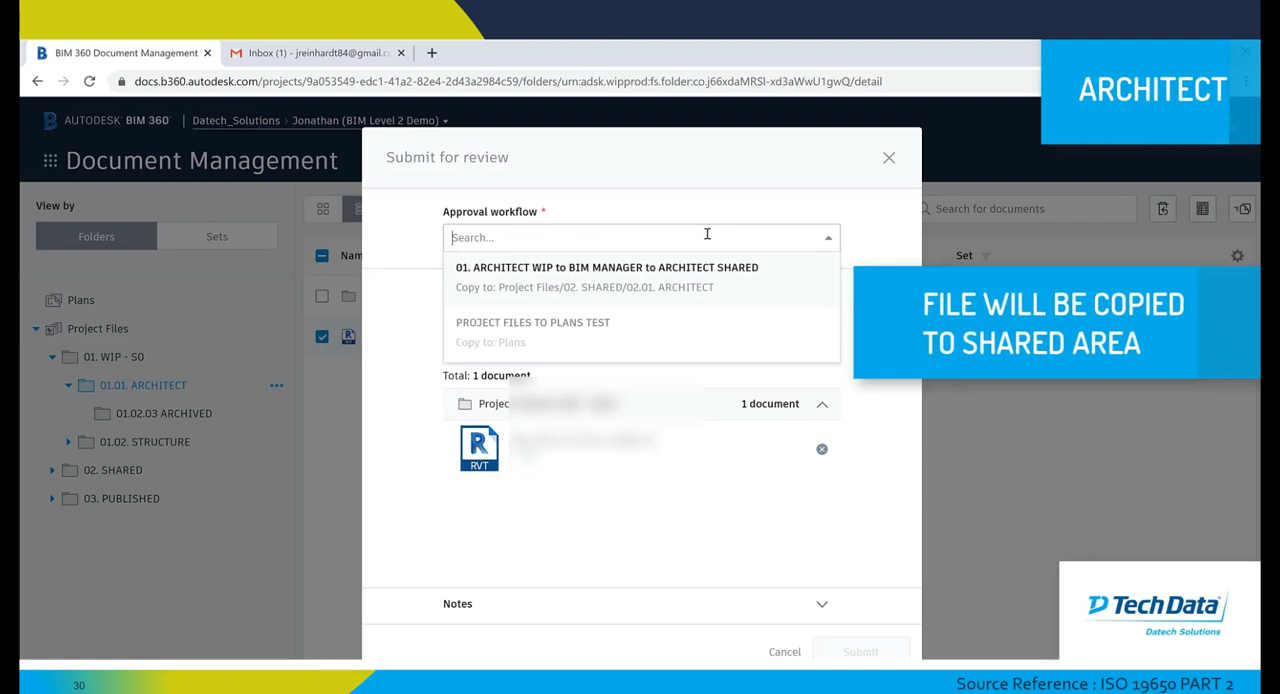 BIM 360 Document Management
Inbox (1) - jreinhardt84@gmail.c
docs.b360.autodesk.com/projects/9a053549-edc1-41a2-82e4-2d43a2984c59/folders/urn:adsk.wipprod:fs.folder:co.j66xdaMRSI-xd3aWwU1gwQ/detail
ARCHITECT
AUTODESK® BIM 360°
Datech_Solutions > Jonathan (BIM Level 2 Demo)
Document Management
Submit for review
View by
Folders
Sets
Approval workflow *
Search...
Search for documents
Nam
Set
01. ARCHITECT WIP to BIM MANAGER to ARCHITECT SHARED
Copy to: Project Files/02. SHARED/02.01. ARCHITECT
PROJECT FILES TO PLANS TEST
Copy to: Plans
FILE WILL BE COPIED
TO SHARED AREA
Plans
Project Files
01. WIP - SO
01.01. ARCHITECT
01.02.03 ARCHIVED
01.02. STRUCTURE
02. SHARED
03. PUBLISHED
Total: 1 document
Projec
1 document
R
RVT
Notes
Cancel
Submit
TechData
Datech Solutions
30
Source Reference : ISO 19650 PART 2